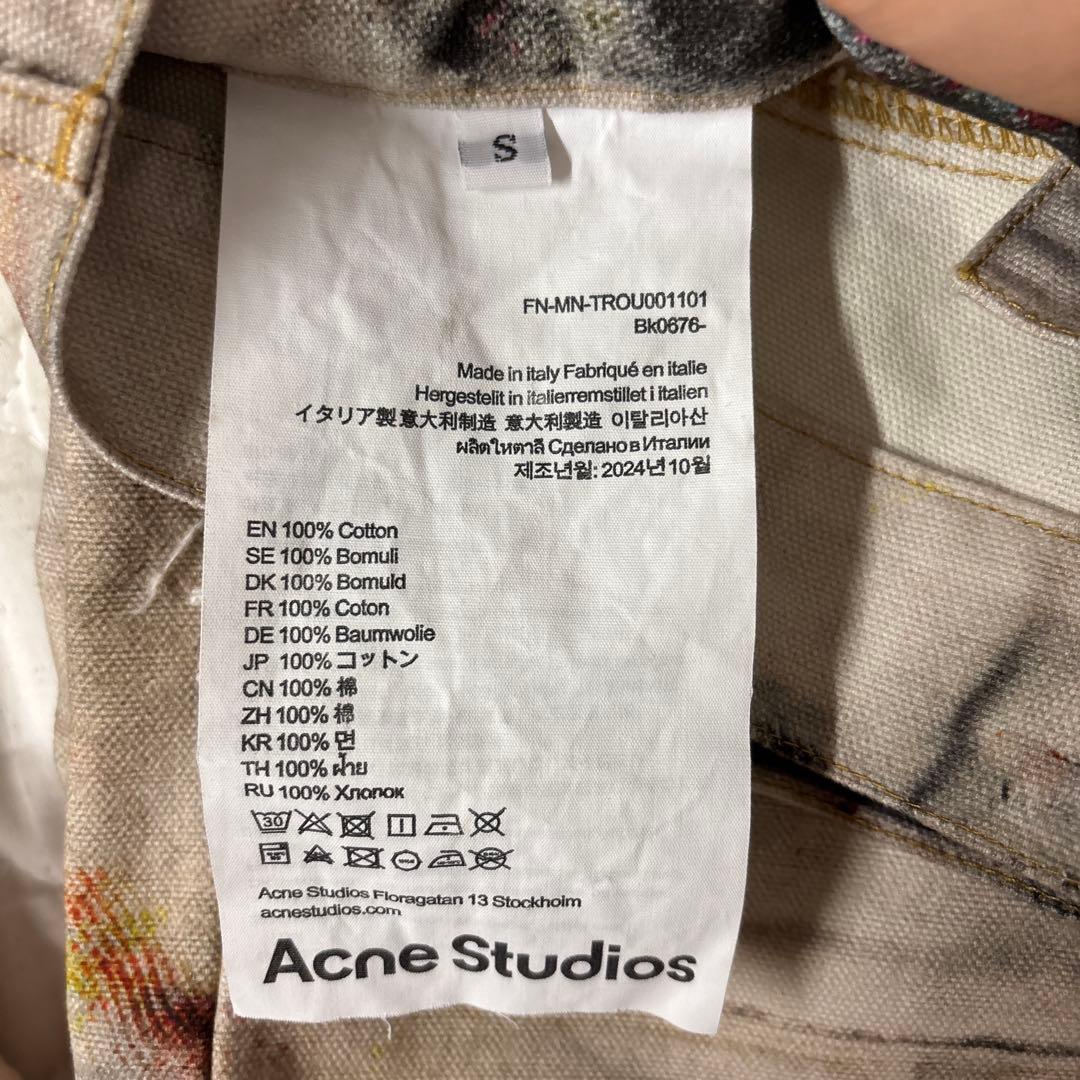 S
FN-MN-TROU001101
Bk0676-
Made in italy Fabriqué en italie
Hergestelit in italierremstillet i italien
イタリア製 意大利制造 意大利製造 이탈리아산
ผลิตใหตาลี Сделано в Италии
제조년월: 2024년 10월
EN 100% Cotton
SE 100% Bomuli
DK 100% Bomuld
FR 100% Coton
DE 100% Baumwolie
JP 100% コットン
CN 100% 棉
ZH 100% 棉
KR 100% 면
TH 100% ฝ้าย
RU 100% Хлопок
30
Acne Studios Floragatan 13 Stockhoim
acnestudios.com
Acne Studios